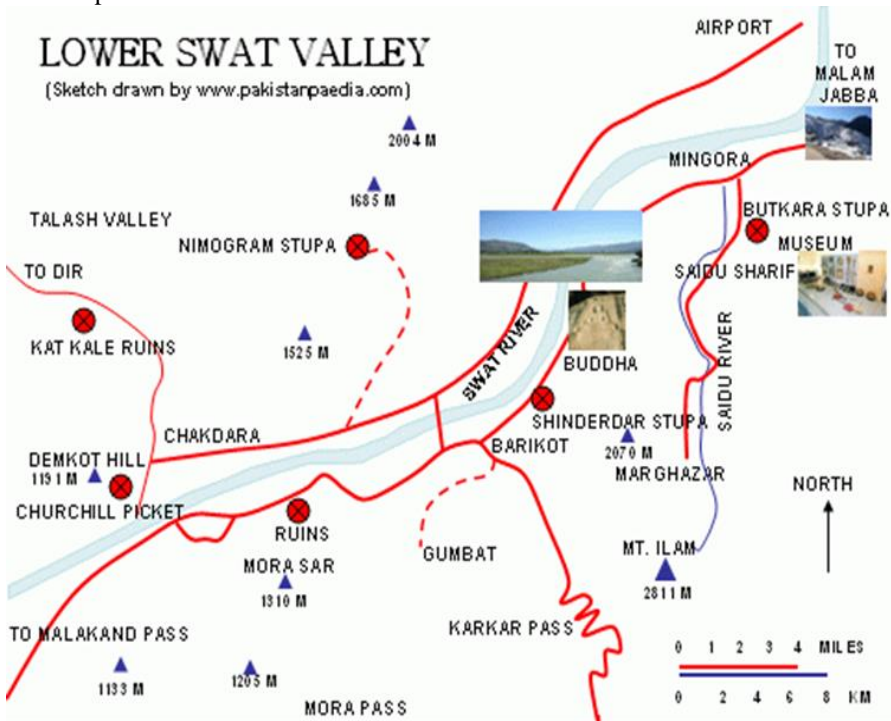 LOWER SWAT VALLEY
(Sketch drawn by www.pakistanpaedia.com)
AIRPORT
TO
MALAM
JABBA
2004 M
MINGORA
1685 M
TALASH VALLEY
NIMOGRAM STUPA
BUTKARA STUPA
MUSEUM
SAIDU SHARIF
TO DIR
KAT KALE RUINS
1525 M
SWAT RIVER
BUDDHA
SAIDU RIVER
SHINDERDAR STUPA
CHAKDARA
BARIKOT
2070 M
MARGHAZAR
DEMKOT HILL
1191 M
CHURCHILL PICKET
NORTH
RUINS
GUMBAT
MT. ILAM
2811 M
MORA SAR
1310 M
TO MALAKAND PASS
KARKAR PASS
1133 M
1205 M
MORA PASS
0 1 2 3 4 MILES
0 2 4 6 8 KM